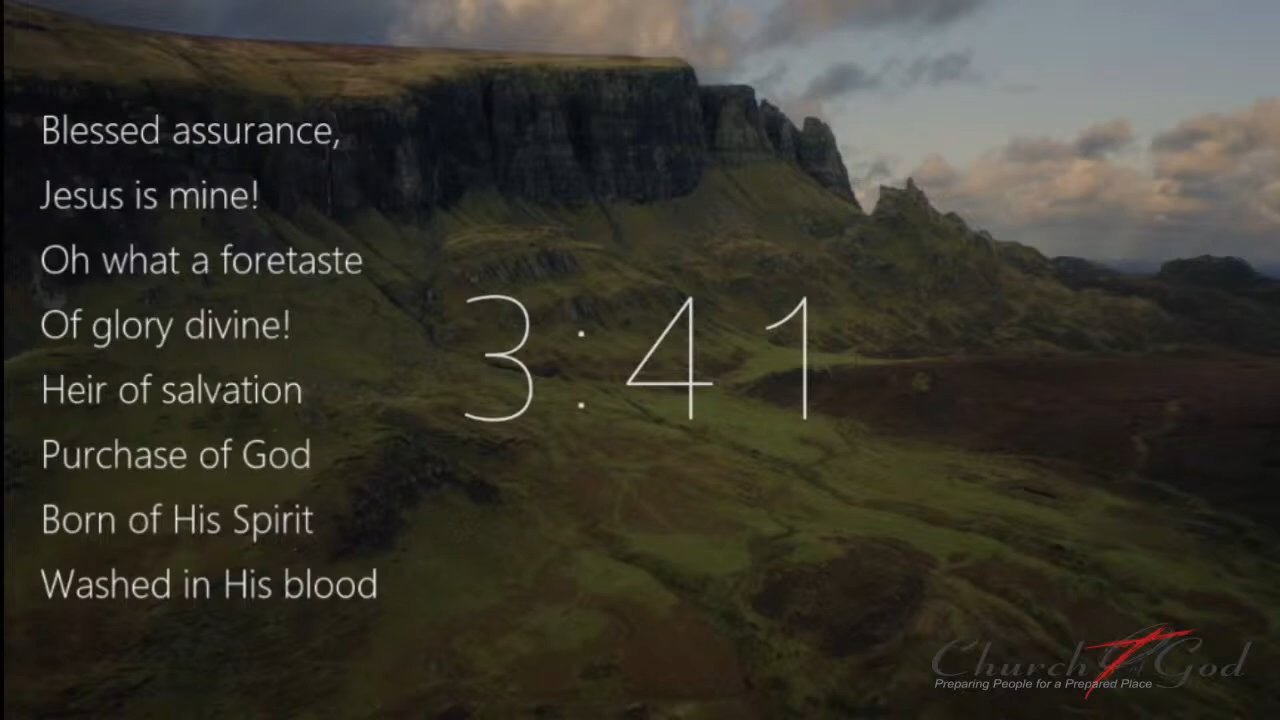 Blessed assurance,
Jesus is mine!
Oh what a foretaste
Of glory divine!
Heir of salvation
Purchase of God
Born of His Spirit
Washed in His blood
3:41
Church of God
Preparing People for a Prepared Place